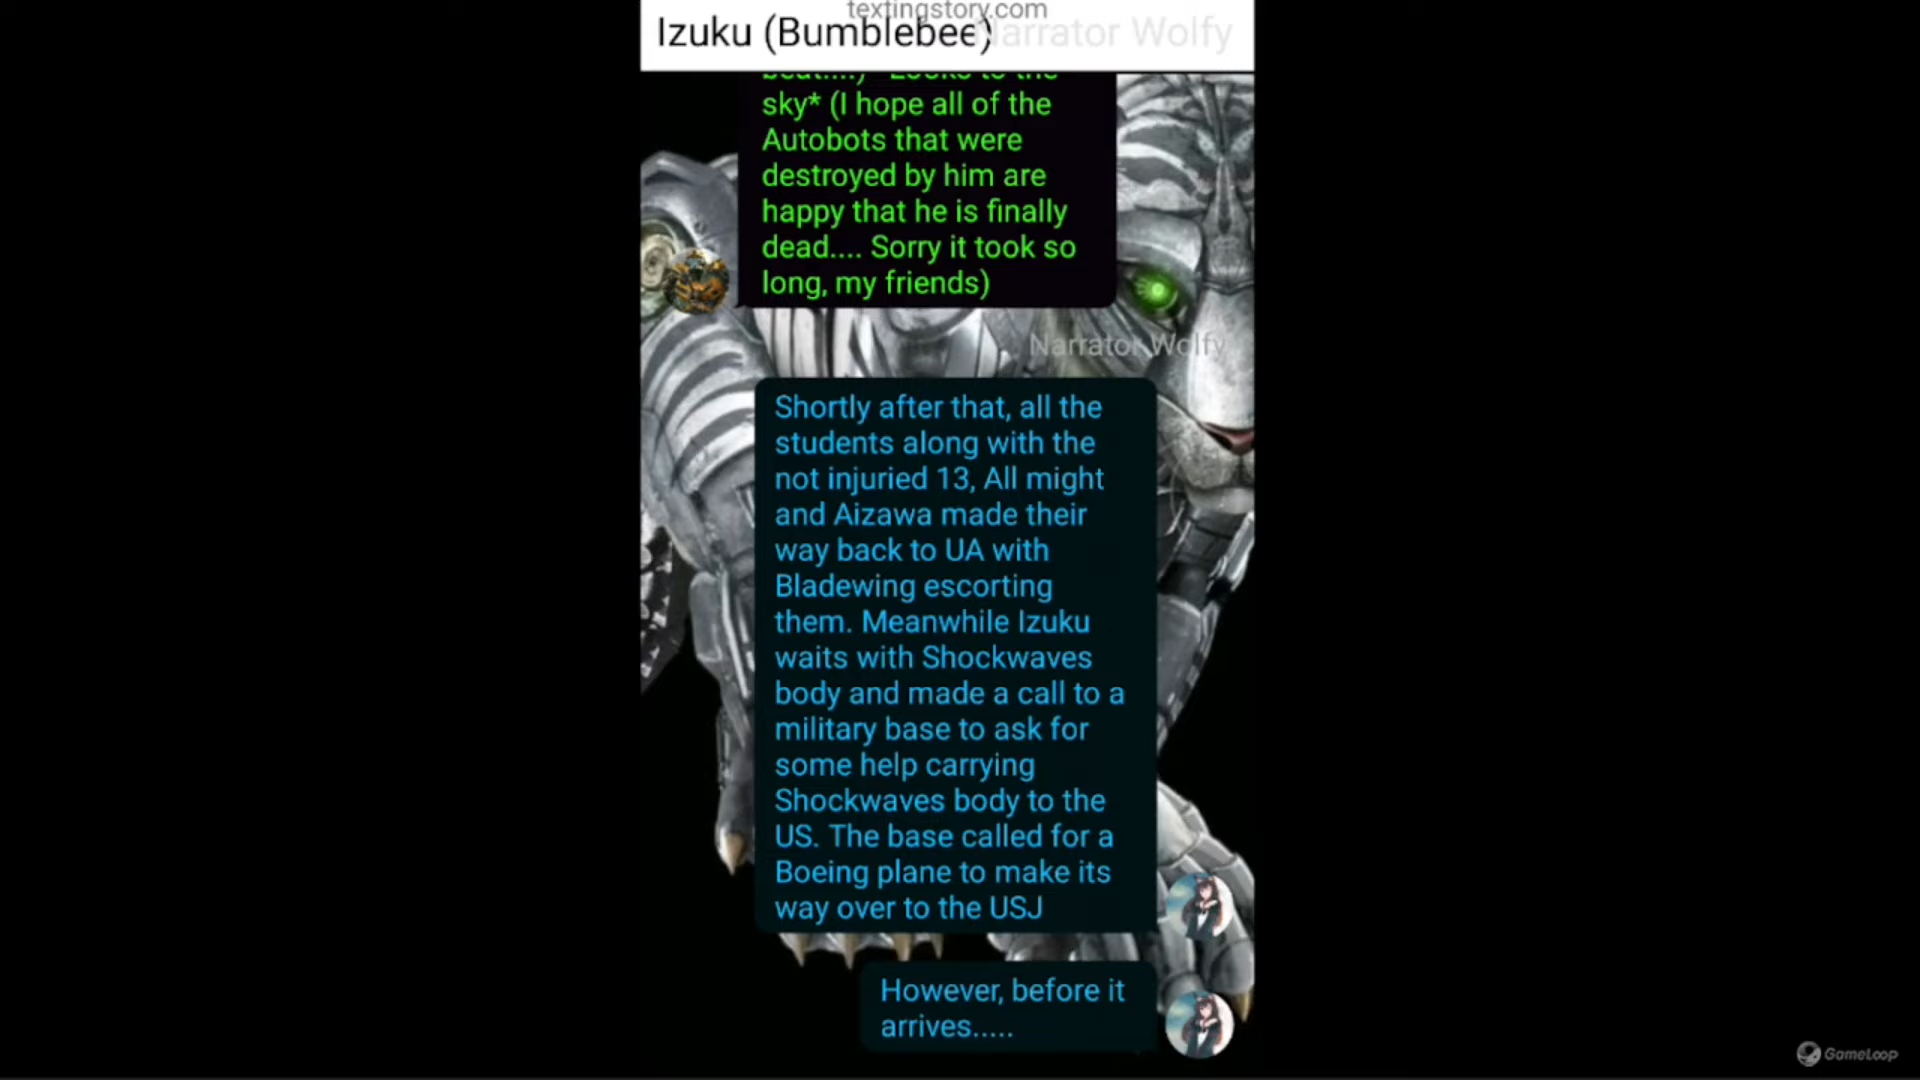 textingstory.com
Izuku (Bumblebee)
Narrator Wolfy
beat....) *Looks to the
sky* (I hope all of the
Autobots that were
destroyed by him are
happy that he is finally
dead.... Sorry it took so
long, my friends)
Narrator Wolfy
Shortly after that, all the
students along with the
not injuried 13, All might
and Aizawa made their
way back to UA with
Bladewing escorting
them. Meanwhile Izuku
waits with Shockwaves
body and made a call to a
military base to ask for
some help carrying
Shockwaves body to the
US. The base called for a
Boeing plane to make its
way over to the USJ
However, before it
arrives.....
GameLoop